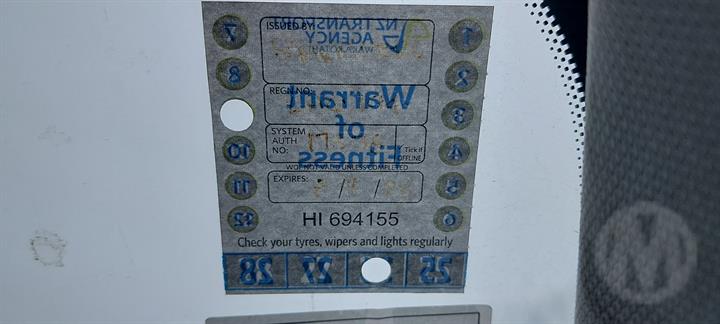 ISSUED BY:
NZ TRANSPORT
AGENCY
WAKA KOTAHI
7 1
8 2
REGN NO:
Warrant
3
of
SYSTEM
AUTH
NO:
Tick if
OFFLINE
10 4
Fitness
WOF NOT VALID UNLESS COMPLETED
11 EXPIRES: / / 5
12 HI 694155 6
Check your tyres, wipers and lights regularly
28 27 25